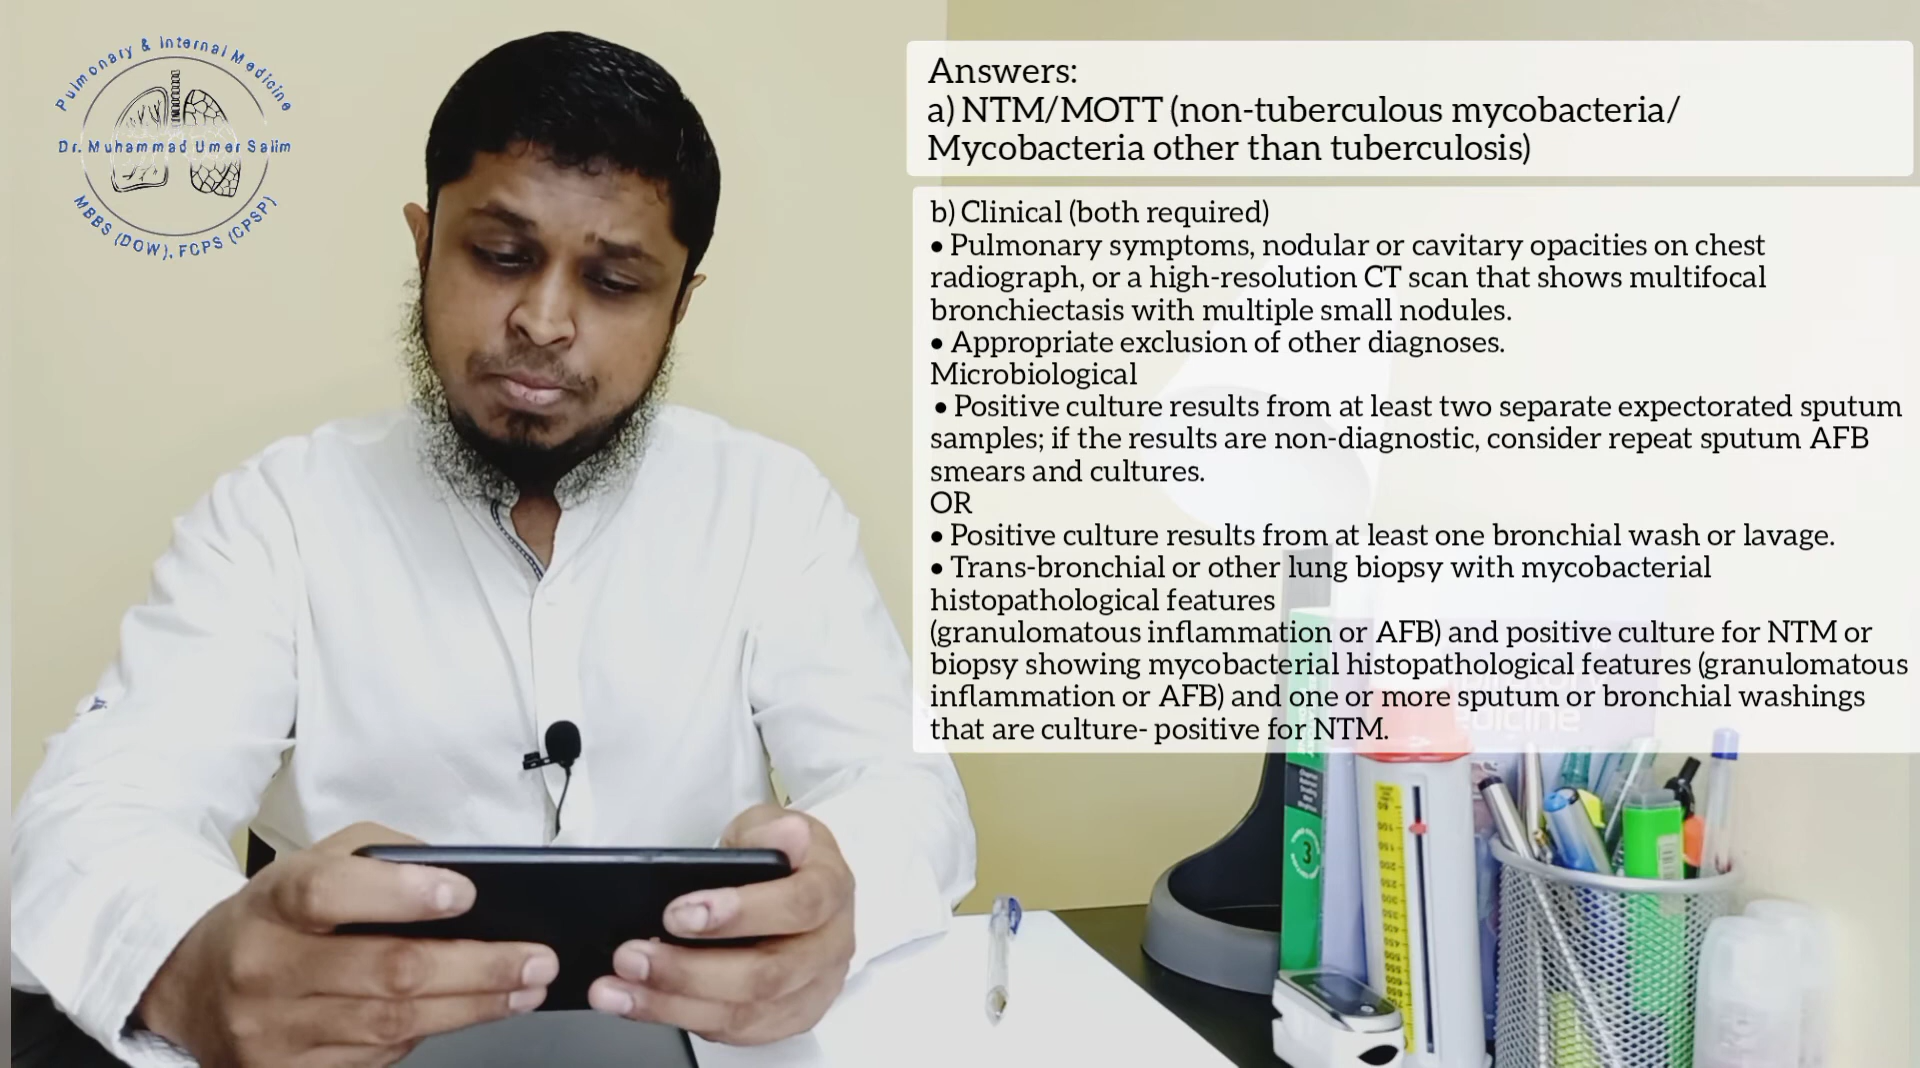 Pulmonary & Internal Medicine
Dr. Muhammad Umer Salim
MBBS (DOW), FCPS (CPSP)
Answers:
a) NTM/MOTT (non-tuberculous mycobacteria/
Mycobacteria other than tuberculosis)
b) Clinical (both required)
• Pulmonary symptoms, nodular or cavitary opacities on chest
radiograph, or a high-resolution CT scan that shows multifocal
bronchiectasis with multiple small nodules.
• Appropriate exclusion of other diagnoses.
Microbiological
• Positive culture results from at least two separate expectorated sputum
samples; if the results are non-diagnostic, consider repeat sputum AFB
smears and cultures.
OR
• Positive culture results from at least one bronchial wash or lavage.
• Trans-bronchial or other lung biopsy with mycobacterial
histopathological features
(granulomatous inflammation or AFB) and positive culture for NTM or
biopsy showing mycobacterial histopathological features (granulomatous
inflammation or AFB) and one or more sputum or bronchial washings
that are culture- positive for NTM.
3